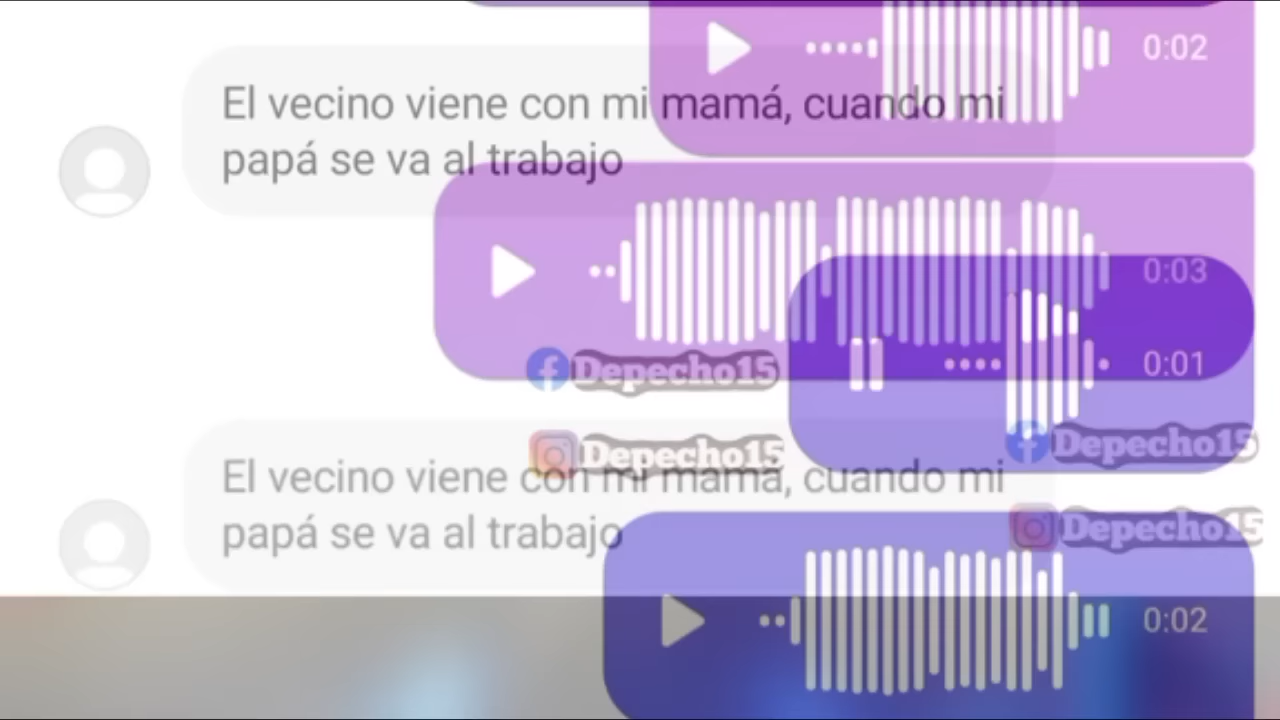 0:02
El vecino viene con mi mamá, cuando mi
papá se va al trabajo
0:03
0:01
Depecho15
Depecho15
Depecho15
El vecino viene con mi mamá, cuando mi
papá se va al trabajo
Depecho15
0:02